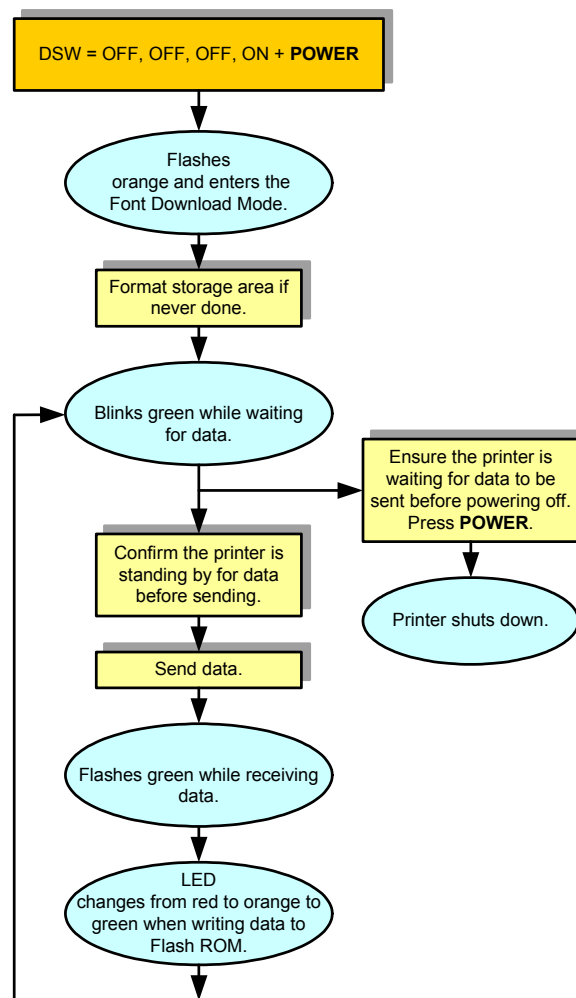 DSW = OFF, OFF, OFF, ON + POWER
Flashes
orange and enters the
Font Download Mode.
Format storage area if
never done.
Blinks green while waiting
for data.
Ensure the printer is
waiting for data to be
sent before powering off.
Press POWER.
Confirm the printer is
standing by for data
before sending.
Printer shuts down.
Send data.
Flashes green while receiving
data.
LED
changes from red to orange to
green when writing data to
Flash ROM.